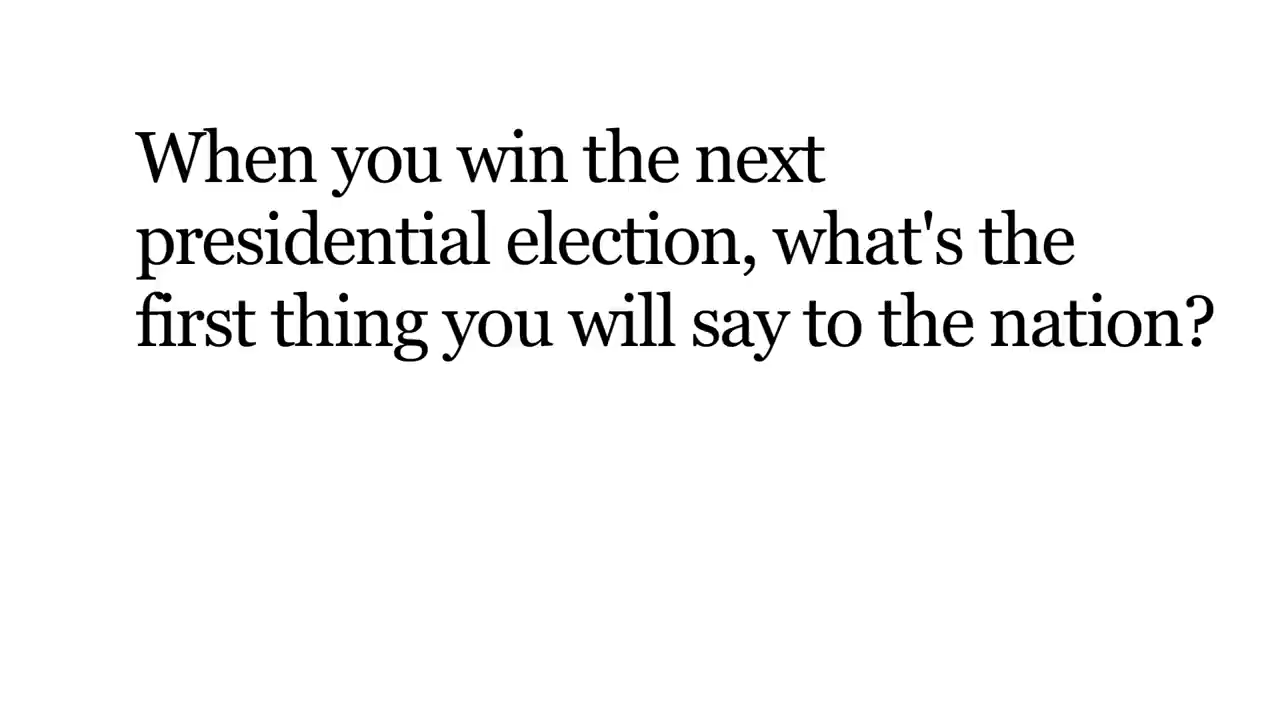 When you win the next
presidential election, what's the
first thing you will say to the nation?